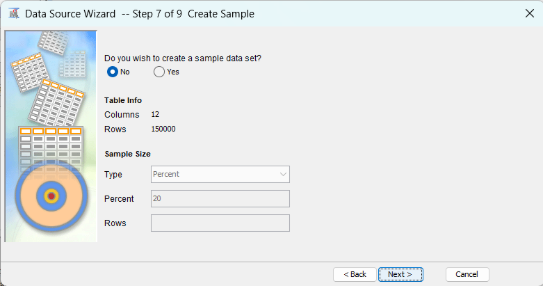 Data Source Wizard -- Step 7 of 9 Create Sample
Do you wish to create a sample data set?
No Yes
Table Info
Columns 12
Rows 150000
Sample Size
Type Percent
Percent 20
Rows
< Back Next > Cancel